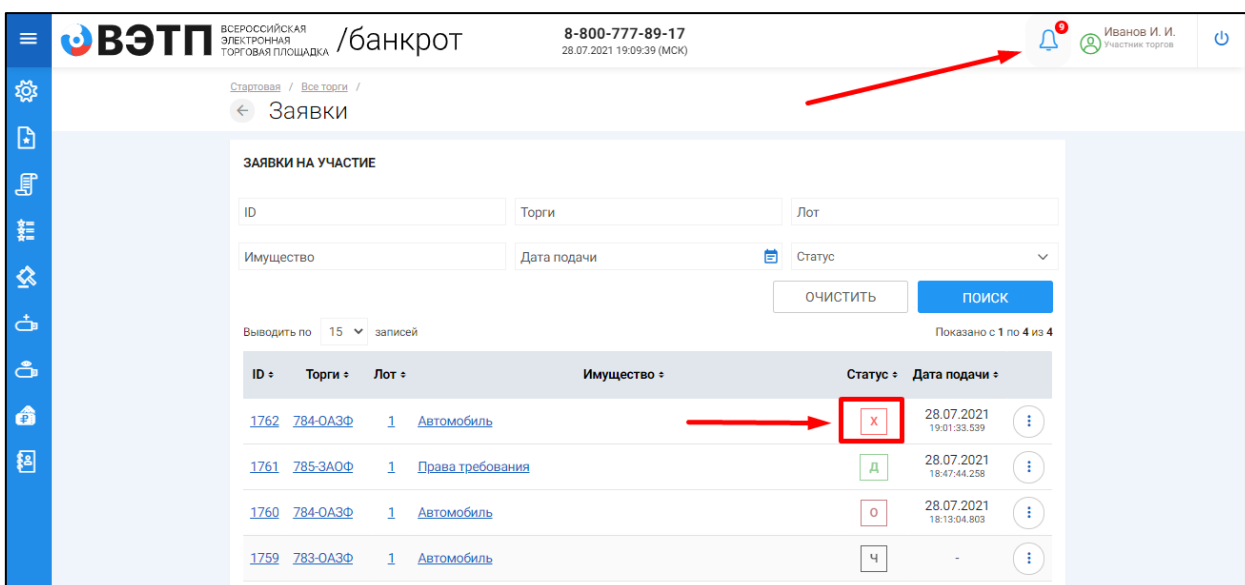 ВЭТП ВСЕРОССИЙСКАЯ ЭЛЕКТРОННАЯ ТОРГОВАЯ ПЛОЩАДКА /банкрот
8-800-777-89-17
28.07.2021 19:09:39 (МСК)
9
Иванов И. И.
Участник торгов
Стартовая / Все торги /
Заявки
ЗАЯВКИ НА УЧАСТИЕ
ID Торги Лот
Имущество Дата подачи Статус
ОЧИСТИТЬ ПОИСК
Выводить по 15 записей Показано с 1 по 4 из 4
ID Торги Лот Имущество Статус Дата подачи
1762 784-ОАЗФ 1 Автомобиль Х 28.07.2021
19:01:33.539
1761 785-ЗАОФ 1 Права требования Д 28.07.2021
18:47:44.258
1760 784-ОАЗФ 1 Автомобиль О 28.07.2021
18:13:04.803
1759 783-ОАЗФ 1 Автомобиль Ч -